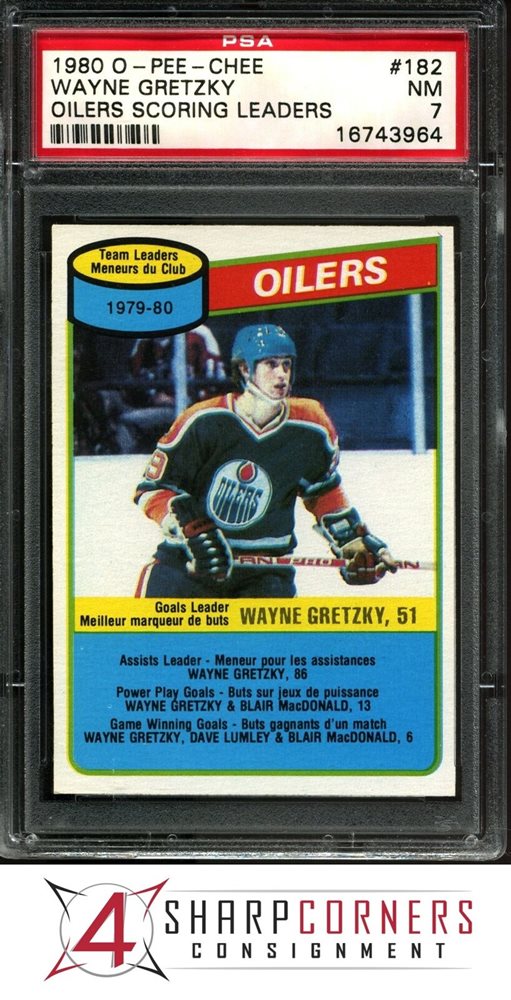 PSA
1980 O-PEE-CHEE #182
WAYNE GRETZKY NM
OILERS SCORING LEADERS 7
16743964
Team Leaders
Meneurs du Club
1979-80
OILERS
9
OILERS
Goals Leader
Meilleur marqueur de buts
WAYNE GRETZKY, 51
Assists Leader - Meneur pour les assistances
WAYNE GRETZKY, 86
Power Play Goals - Buts sur jeux de puissance
WAYNE GRETZKY & BLAIR MacDONALD, 13
Game Winning Goals - Buts gagnants d'un match
WAYNE GRETZKY, DAVE LUMLEY & BLAIR MacDONALD, 6
4
SHARPCORNERS
CONSIGNMENT